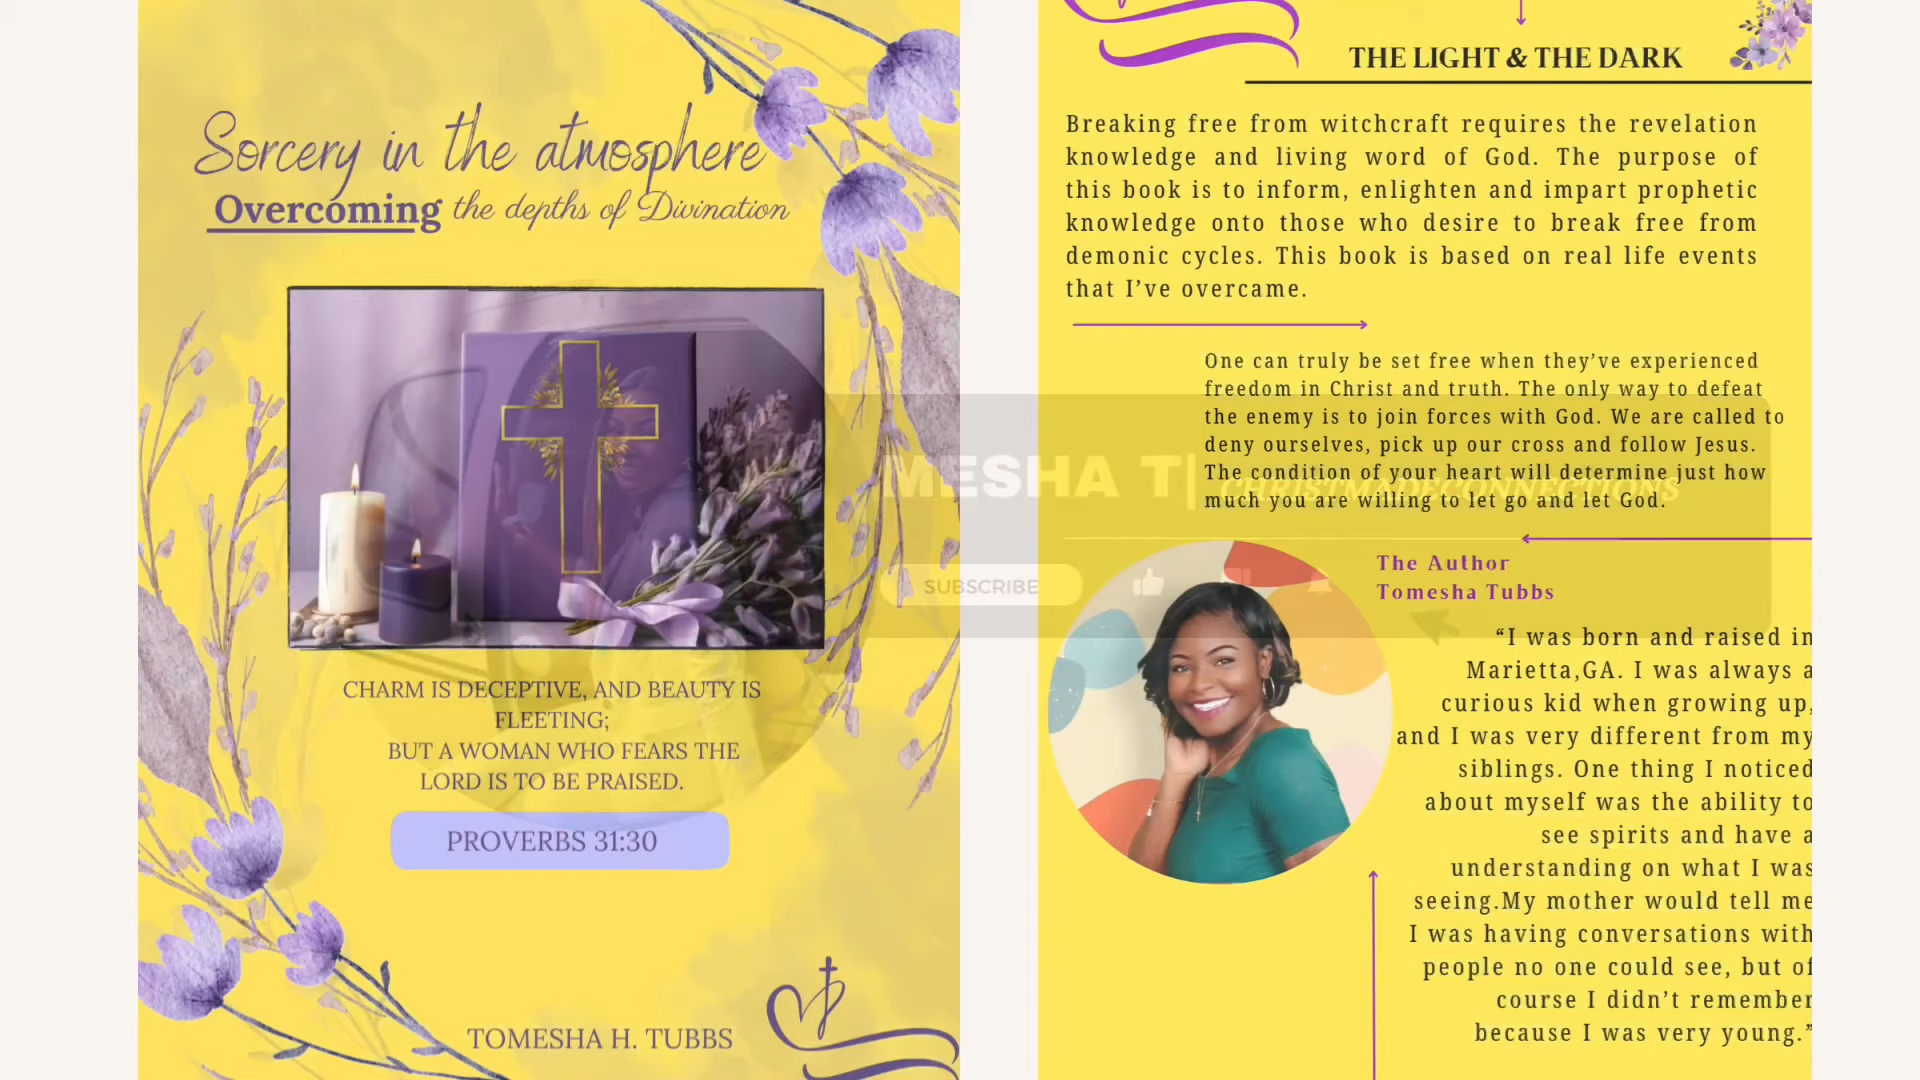 Sorcery in the atmosphere
Overcoming the depths of Divination
CHARM IS DECEPTIVE, AND BEAUTY IS
FLEETING;
BUT A WOMAN WHO FEARS THE
LORD IS TO BE PRAISED.
PROVERBS 31:30
TOMESHA H. TUBBS
THE LIGHT & THE DARK
Breaking free from witchcraft requires the revelation
knowledge and living word of God. The purpose of
this book is to inform, enlighten and impart prophetic
knowledge onto those who desire to break free from
demonic cycles. This book is based on real life events
that I’ve overcame.
One can truly be set free when they’ve experienced
freedom in Christ and truth. The only way to defeat
the enemy is to join forces with God. We are called to
deny ourselves, pick up our cross and follow Jesus.
The condition of your heart will determine just how
much you are willing to let go and let God.
MESHA T|
CHRISTMADECONNECTIONS
SUBSCRIBE
The Author
Tomesha Tubbs
“I was born and raised in
Marietta,GA. I was always a
curious kid when growing up,
and I was very different from my
siblings. One thing I noticed
about myself was the ability to
see spirits and have a
understanding on what I was
seeing.My mother would tell me
I was having conversations with
people no one could see, but of
course I didn’t remember
because I was very young.”